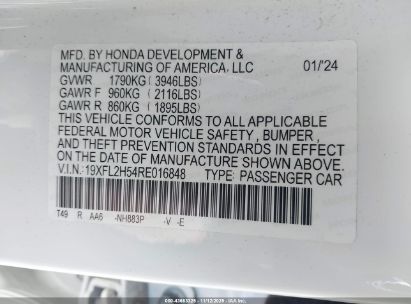 MFD. BY HONDA DEVELOPMENT &
MANUFACTURING OF AMERICA, LLC 01/'24
GVWR 1790KG (3946LBS)
GAWR F 960KG (2116LBS)
GAWR R 860KG (1895LBS)
THIS VEHICLE CONFORMS TO ALL APPLICABLE
FEDERAL MOTOR VEHICLE SAFETY, BUMPER,
AND THEFT PREVENTION STANDARDS IN EFFECT
ON THE DATE OF MANUFACTURE SHOWN ABOVE.
V.I.N.: 19XFL2H54RE016848 TYPE: PASSENGER CAR
T49 R AA6 -NH883P -V -E